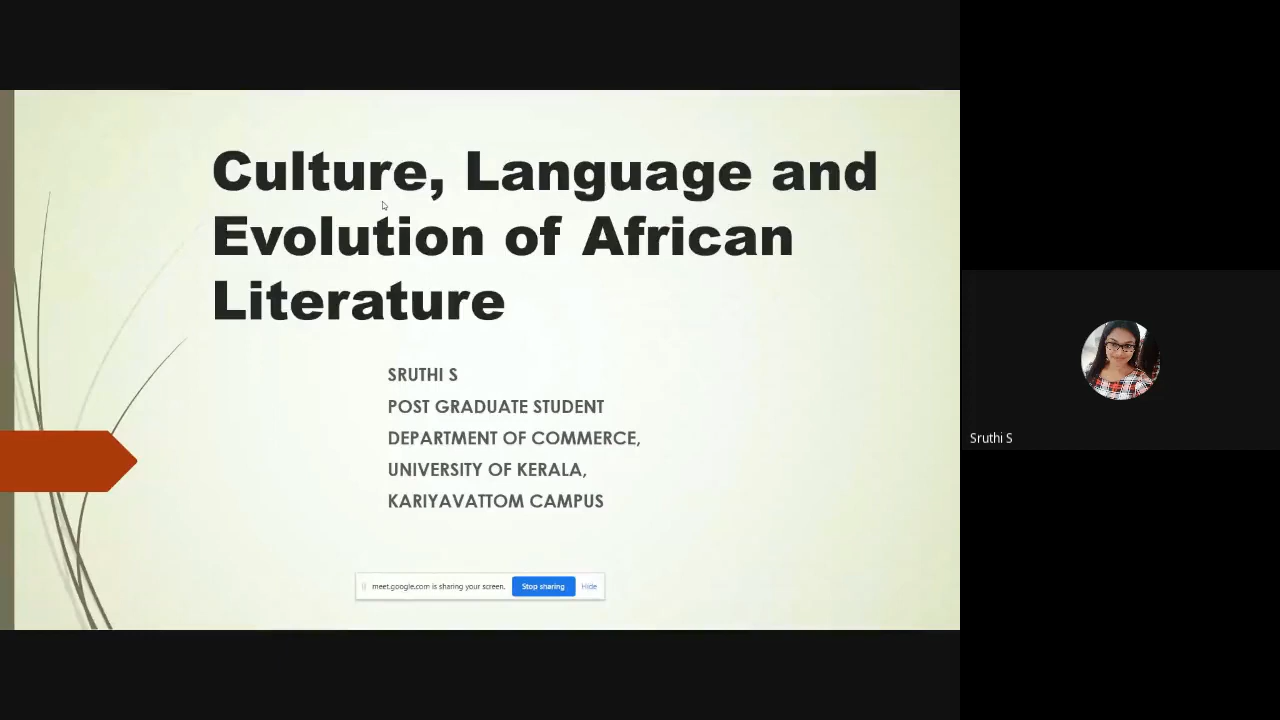 Culture, Language and
Evolution of African
Literature
SRUTHI S
POST GRADUATE STUDENT
DEPARTMENT OF COMMERCE,
UNIVERSITY OF KERALA,
KARIYAVATTOM CAMPUS
meet.google.com is sharing your screen. Stop sharing Hide
Sruthi S